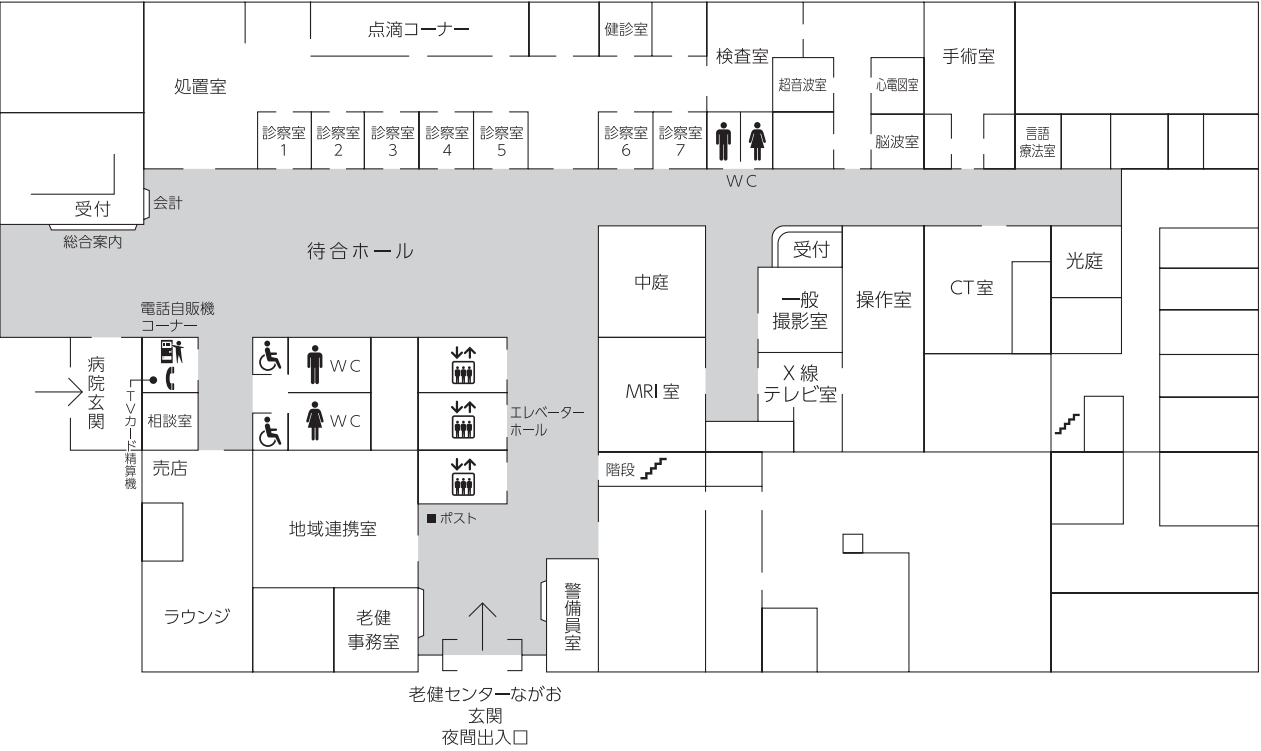 点滴コーナー
健診室
検査室
手術室
処置室
超音波室
心電図室
診察室
1
診察室
2
診察室
3
診察室
4
診察室
5
診察室
6
診察室
7
脳波室
言語
療法室
WC
受付
会計
総合案内
待合ホール
中庭
受付
一般
撮影室
操作室
CT室
光庭
電話自販機
コーナー
病院玄関
TVカード精算機
相談室
WC
WC
エレベーター
ホール
MRI室
X線
テレビ室
売店
階段
■ポスト
地域連携室
ラウンジ
老健
事務室
警備員室
老健センターながお
玄関
夜間出入口